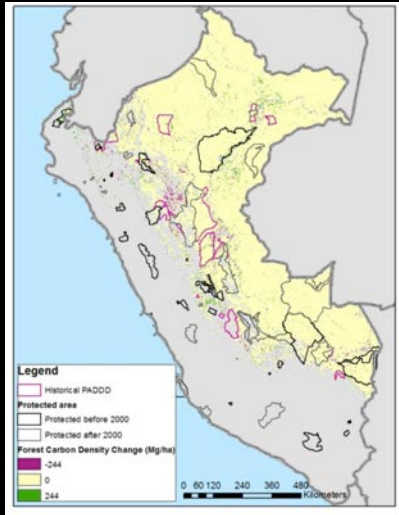 Legend
Historical PADDD
Protected area
Protected before 2000
Protected after 2000
Forest Carbon Density Change (Mg/ha)
-244
0
244
0 60 120 240 360 480
Kilometers